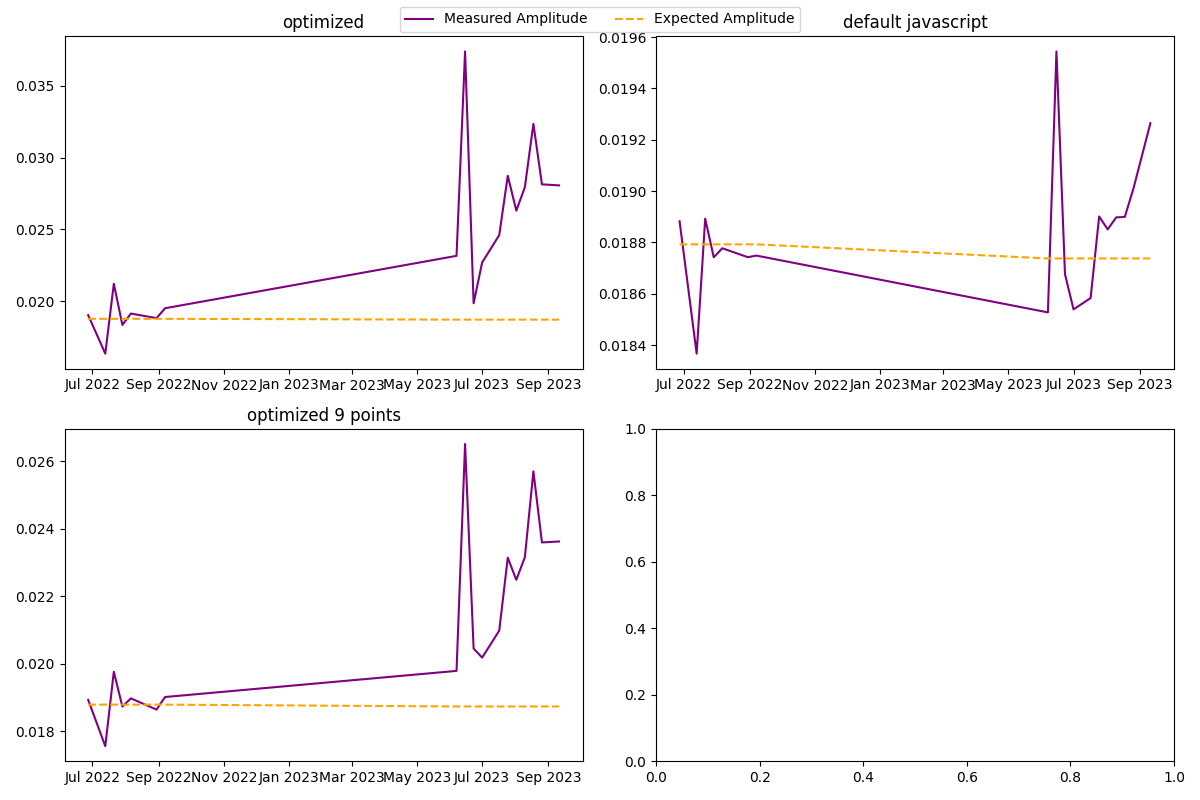 Measured Amplitude
Expected Amplitude
optimized
0.035
0.030
0.025
0.020
Jul 2022
Sep 2022
Nov 2022
Jan 2023
Mar 2023
May 2023
Jul 2023
Sep 2023
default javascript
0.0196
0.0194
0.0192
0.0190
0.0188
0.0186
0.0184
Jul 2022
Sep 2022
Nov 2022
Jan 2023
Mar 2023
May 2023
Jul 2023
Sep 2023
optimized 9 points
0.026
0.024
0.022
0.020
0.018
Jul 2022
Sep 2022
Nov 2022
Jan 2023
Mar 2023
May 2023
Jul 2023
Sep 2023
1.0
0.8
0.6
0.4
0.2
0.0
0.0
0.2
0.4
0.6
0.8
1.0